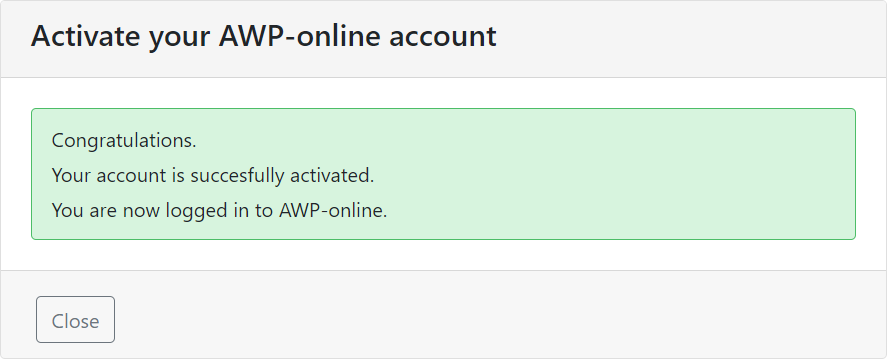 Activate your AWP-online account
Congratulations.
Your account is succesfully activated.
You are now logged in to AWP-online.
Close